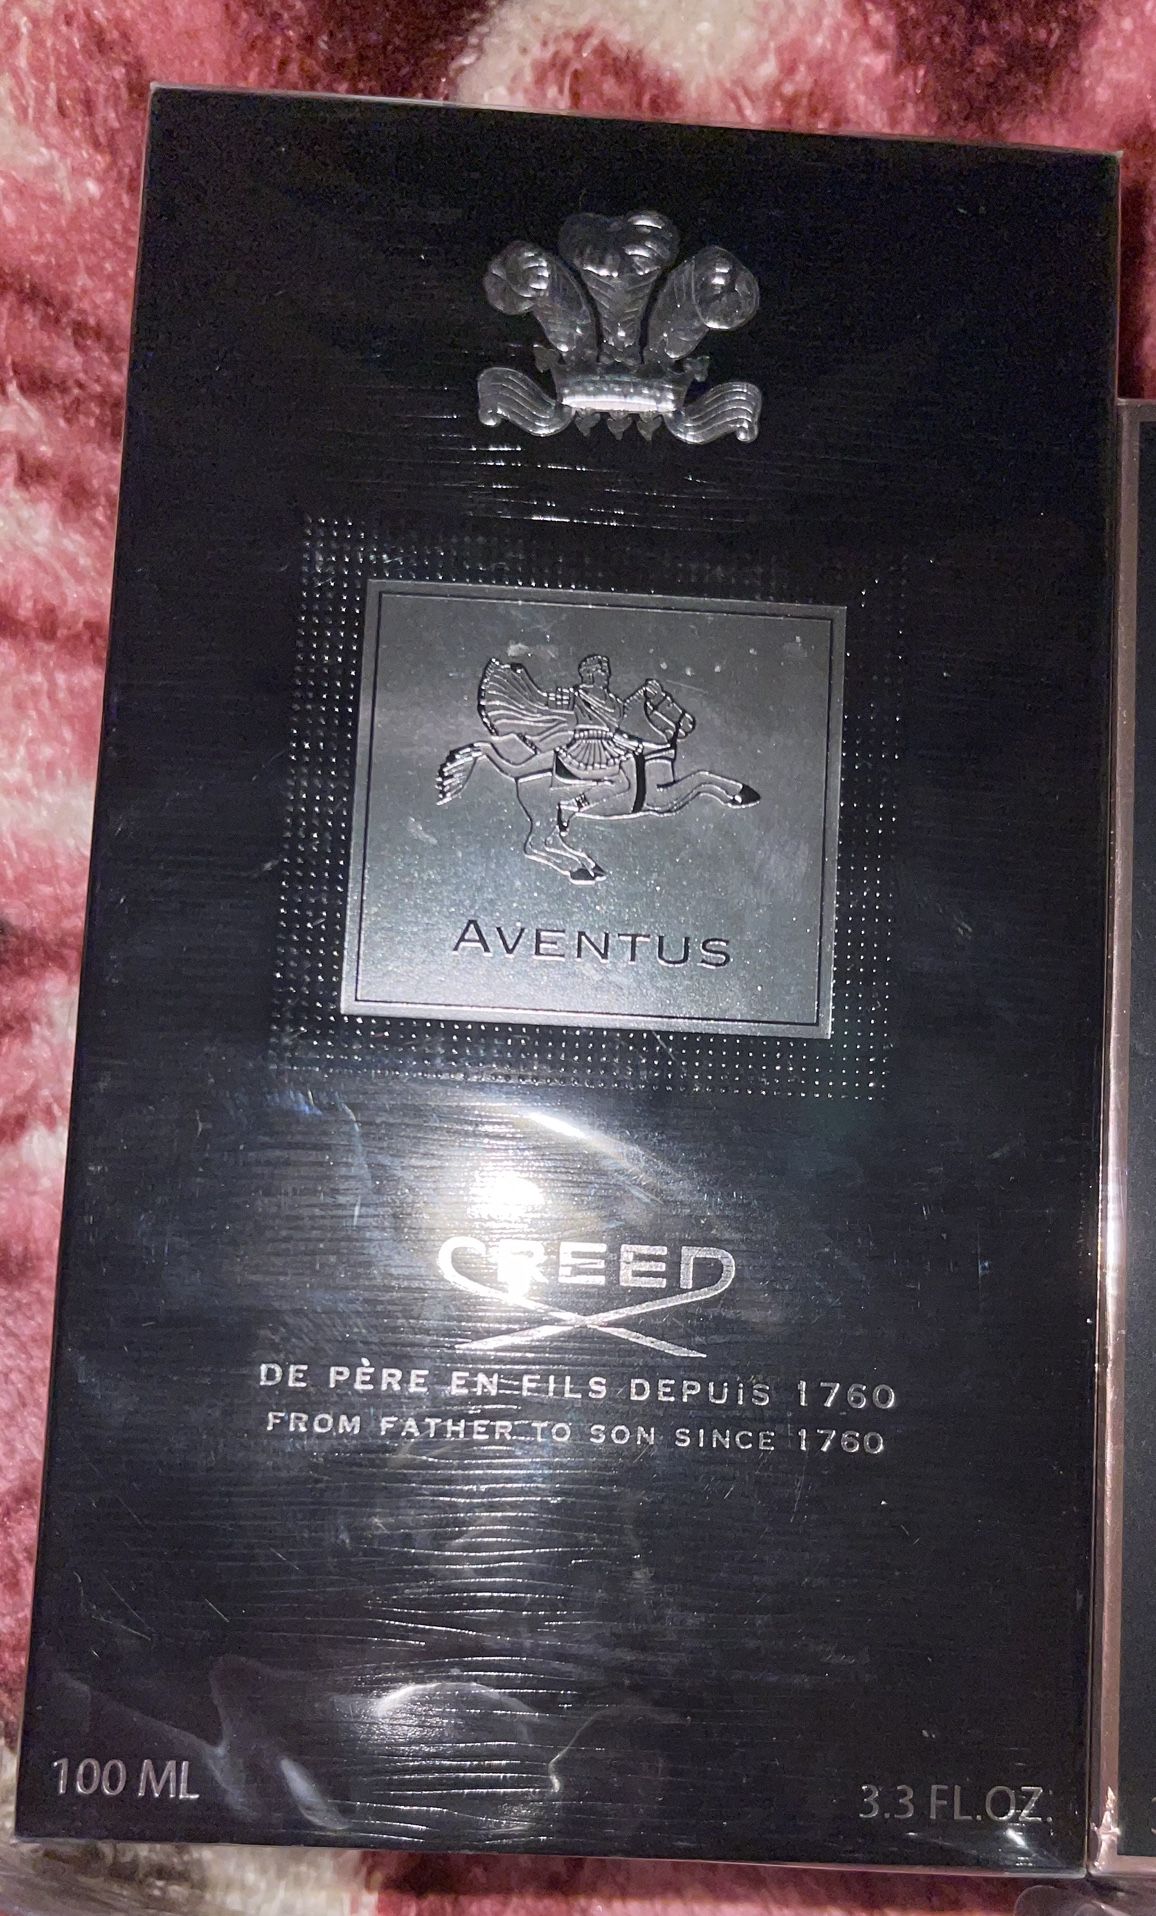 AVENTUS
CREED
DE PÈRE EN FILS DEPUiS 1760
FROM FATHER TO SON SINCE 1760
100 ML
3.3 FL.OZ.